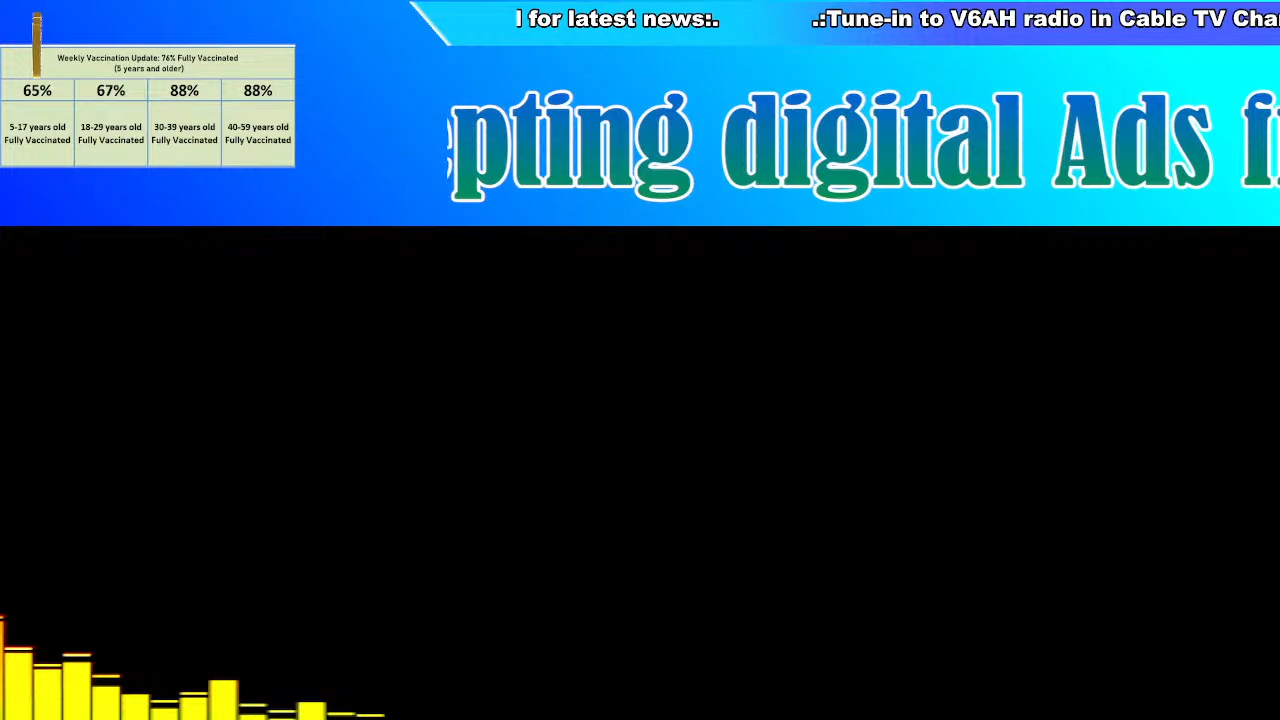 l for latest news:. .:Tune-in to V6AH radio in Cable TV
Weekly Vaccination Update: 76% Fully Vaccinated
(5 years and older)
65% 67% 88% 88%
5-17 years old 18-29 years old 30-39 years old 40-59 years old
Fully Vaccinated Fully Vaccinated Fully Vaccinated Fully Vaccinated
pting digital Ads